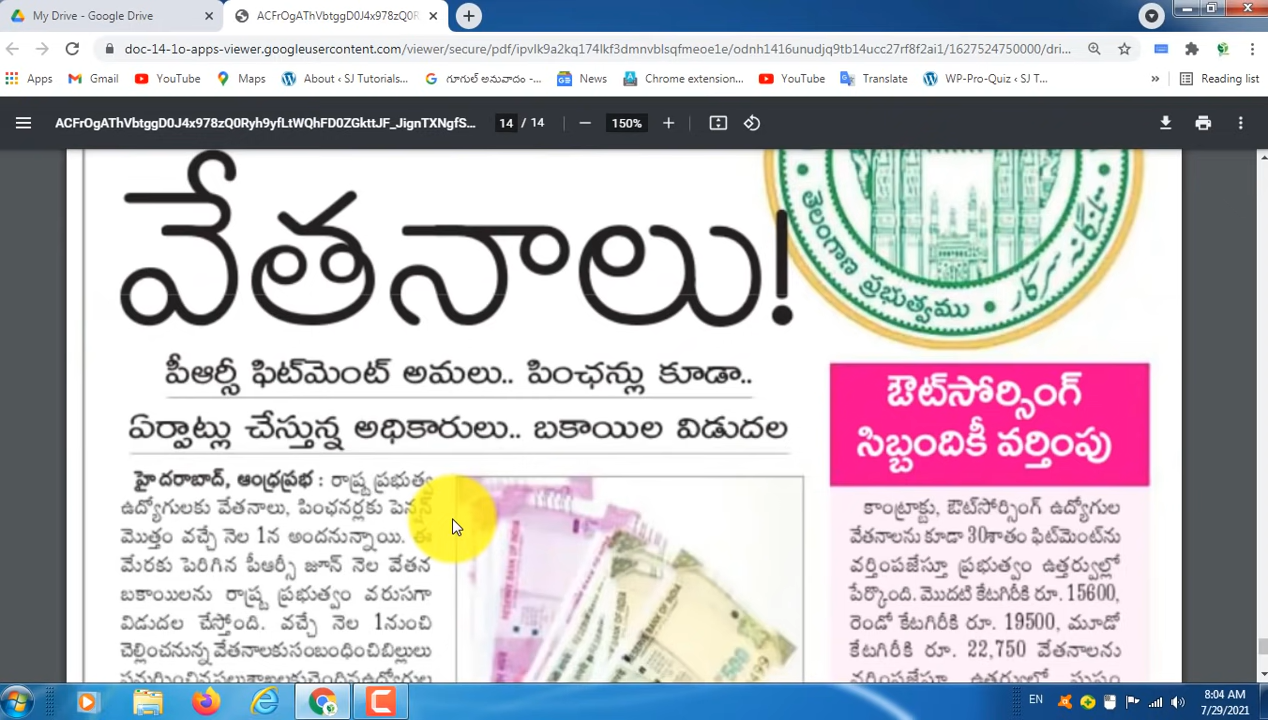 My Drive - Google Drive
ACFrOgAThVbtggD0J4x978zQ0R
doc-14-1o-apps-viewer.googleusercontent.com/viewer/secure/pdf/ipvlk9a2kq174lkf3dmnvblsqfmeoe1e/odnh1416unudjq9tb14ucc27rf8f2ai1/1627524750000/dri...
Apps
Gmail
YouTube
Maps
About ‹ SJ Tutorials...
గూగుల్ అనువాదం -...
News
Chrome extension...
YouTube
Translate
WP-Pro-Quiz ‹ SJ T...
»
Reading list
ACFrOgAThVbtggD0J4x978zQ0Ryh9yfLtWQhFD0ZGkttJF_JignTXNgfS...
14 / 14
150%
వేతనాలు!
తెలంగాణ ప్రభుత్వము
پీఆర్సీ ఫిట్‌మెంట్ అమలు.. పింఛన్లు కూడా..
ఏర్పాట్లు చేస్తున్న అధికారులు.. బకాయిల విడుదల
ఔట్‌సోర్సింగ్
సిబ్బందికీ వర్తింపు
హైదరాబాద్, ఆంధ్రప్రభ : రాష్ట్ర ప్రభుత్వ
ఉద్యోగులకు వేతనాలు, పింఛనర్లకు
మొత్తం వచ్చే నెల 1న అందనున్నాయి. ఈ
మేరకు పెరిగిన పీఆర్సీ జూన్ నెల వేతన
బకాయిలను రాష్ట్ర ప్రభుత్వం వరుసగా
విడుదల చేస్తోంది. వచ్చే నెల 1నుంచి
చెల్లించనున్న వేతనాలకు సంబంధించి బిల్లులు
కాంట్రాక్టు, ఔట్‌సోర్సింగ్ ఉద్యోగుల
వేతనాలను కూడా 30శాతం ఫిట్‌మెంట్‌ను
వర్తింపజేస్తూ ప్రభుత్వం ఉత్తర్వుల్లో
పేర్కొంది. మొదటి కేటగిరీకి రూ. 15600,
రెండో కేటగిరీకి రూ. 19500, మూడో
కేటగిరీకి రూ. 22,750 వేతనాలను
EN
8:04 AM
7/29/2021